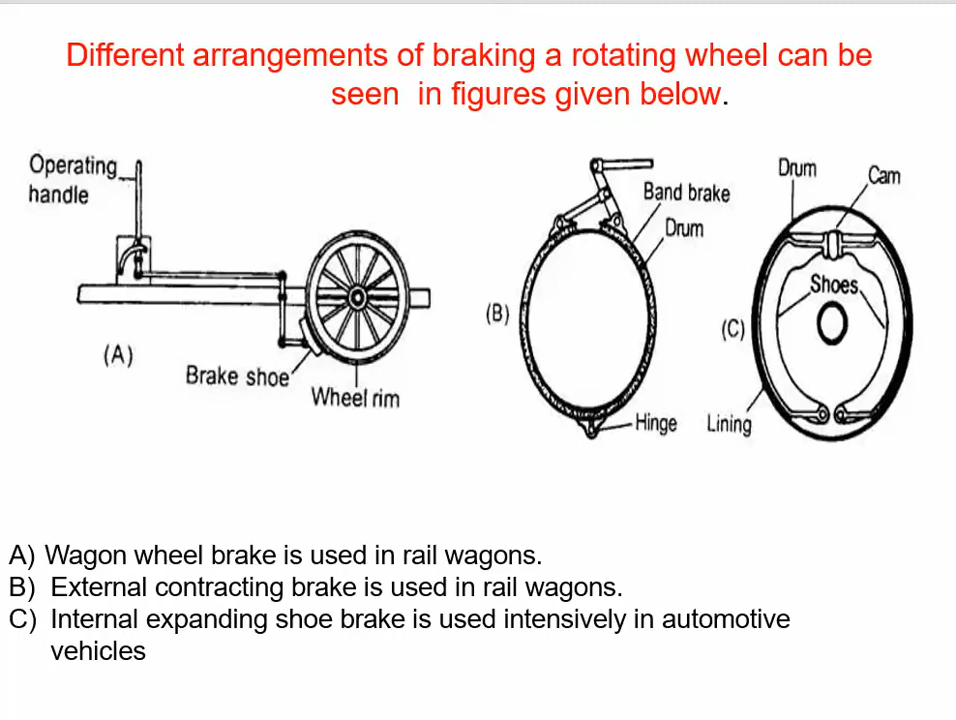 Different arrangements of braking a rotating wheel can be
seen in figures given below.
Operating
handle
Drum
Cam
Band brake
Drum
Shoes
(B)
(C)
(A)
Brake shoe
Wheel rim
Hinge
Lining
A) Wagon wheel brake is used in rail wagons.
B) External contracting brake is used in rail wagons.
C) Internal expanding shoe brake is used intensively in automotive
vehicles